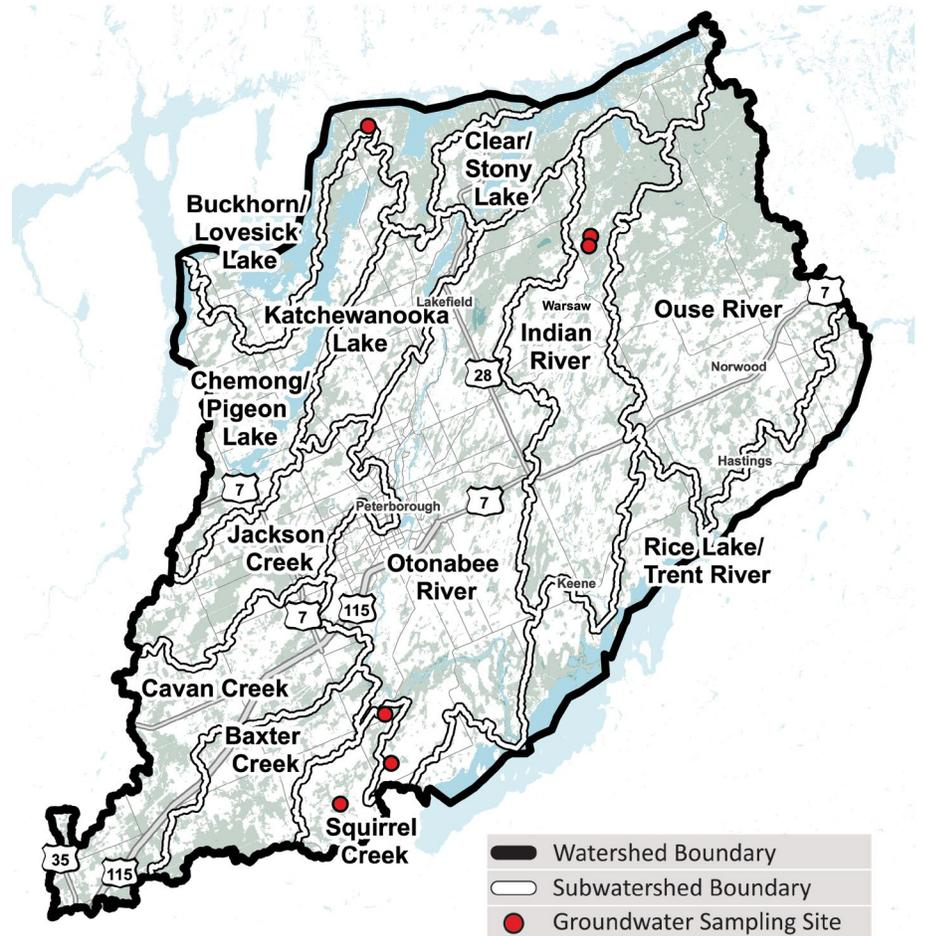 Clear/
Stony
Lake
Buckhorn/
Lovesick
Lake
7
Lakefield
Katchewanooka
Lake
Warsaw
Ouse River
Indian
River
28
Norwood
Chemong/
Pigeon
Lake
Hastings
7
7
Peterborough
Jackson
Creek
Otonabee
River
Rice Lake/
Trent River
Keene
7
115
Cavan Creek
Baxter
Creek
Squirrel
Creek
35
115
Watershed Boundary
Subwatershed Boundary
Groundwater Sampling Site